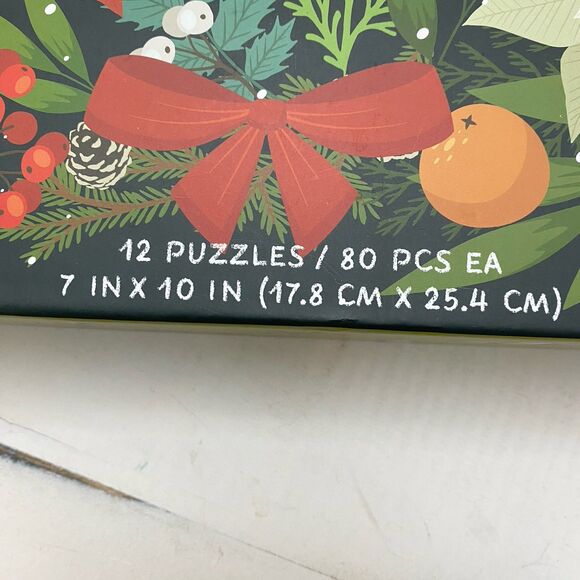 12 PUZZLES / 80 PCS EA
7 IN X 10 IN (17.8 CM X 25.4 CM)